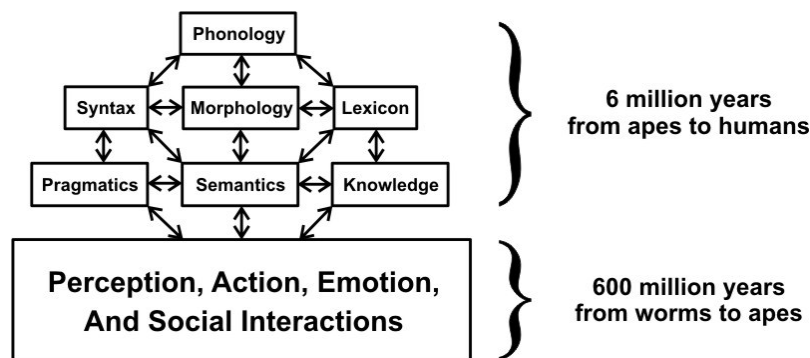 Phonology
Syntax
Morphology
Lexicon
Pragmatics
Semantics
Knowledge
6 million years
from apes to humans
Perception, Action, Emotion,
And Social Interactions
600 million years
from worms to apes